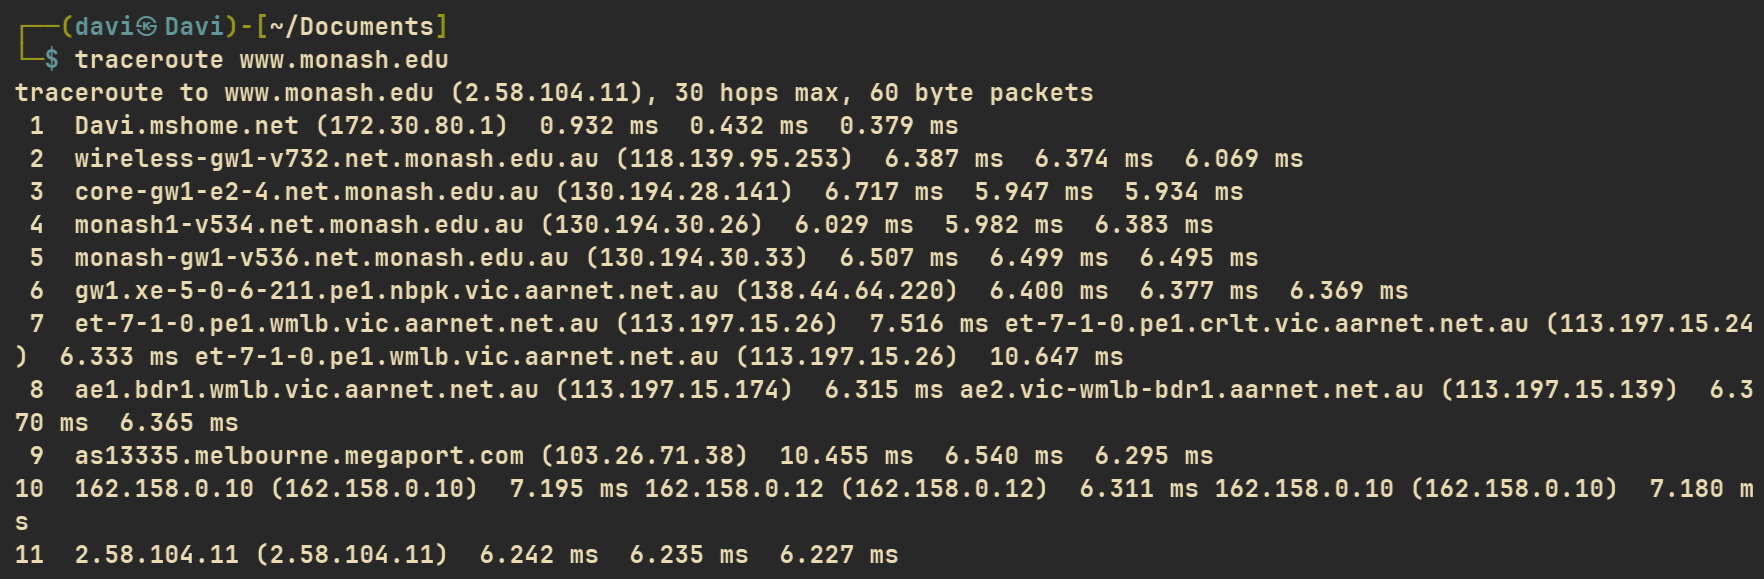 ┌──(davi㉿Davi)-[~/Documents]
└─$ traceroute www.monash.edu
traceroute to www.monash.edu (2.58.104.11), 30 hops max, 60 byte packets
 1  Davi.mshome.net (172.30.80.1)  0.932 ms  0.432 ms  0.379 ms
 2  wireless-gw1-v732.net.monash.edu.au (118.139.95.253)  6.387 ms  6.374 ms  6.069 ms
 3  core-gw1-e2-4.net.monash.edu.au (130.194.28.141)  6.717 ms  5.947 ms  5.934 ms
 4  monash1-v534.net.monash.edu.au (130.194.30.26)  6.029 ms  5.982 ms  6.383 ms
 5  monash-gw1-v536.net.monash.edu.au (130.194.30.33)  6.507 ms  6.499 ms  6.495 ms
 6  gw1.xe-5-0-6-211.pe1.nbpk.vic.aarnet.net.au (138.44.64.220)  6.400 ms  6.377 ms  6.369 ms
 7  et-7-1-0.pe1.wmlb.vic.aarnet.net.au (113.197.15.26)  7.516 ms et-7-1-0.pe1.crlt.vic.aarnet.net.au (113.197.15.24
)  6.333 ms et-7-1-0.pe1.wmlb.vic.aarnet.net.au (113.197.15.26)  10.647 ms
 8  ae1.bdr1.wmlb.vic.aarnet.net.au (113.197.15.174)  6.315 ms ae2.vic-wmlb-bdr1.aarnet.net.au (113.197.15.139)  6.3
70 ms  6.365 ms
 9  as13335.melbourne.megaport.com (103.26.71.38)  10.455 ms  6.540 ms  6.295 ms
10  162.158.0.10 (162.158.0.10)  7.195 ms 162.158.0.12 (162.158.0.12)  6.311 ms 162.158.0.10 (162.158.0.10)  7.180 m
s
11  2.58.104.11 (2.58.104.11)  6.242 ms  6.235 ms  6.227 ms